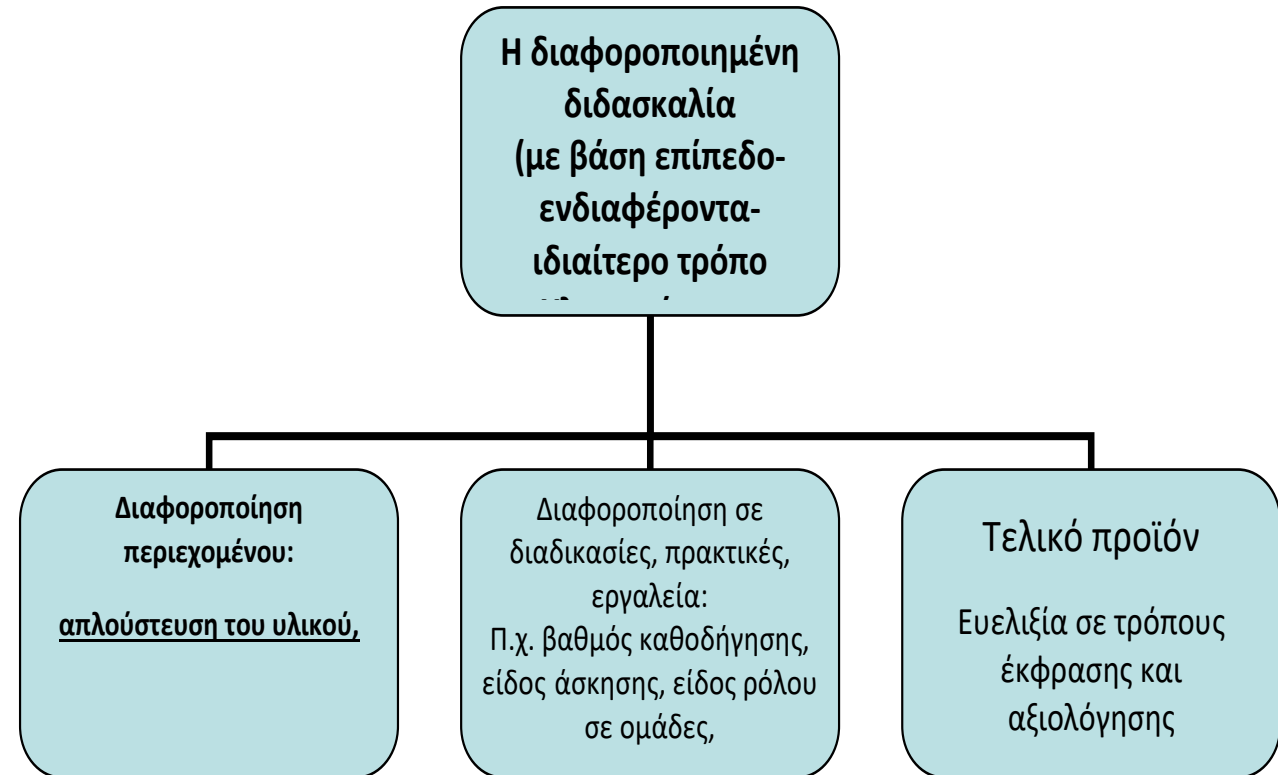 Η διαφοροποιημένη
διδασκαλία
(με βάση επίπεδο-
ενδιαφέροντα-
ιδιαίτερο τρόπο
Διαφοροποίηση
περιεχομένου:
απλούστευση του υλικού,
Διαφοροποίηση σε
διαδικασίες, πρακτικές,
εργαλεία:
Π.χ. βαθμός καθοδήγησης,
είδος άσκησης, είδος ρόλου
σε ομάδες,
Τελικό προϊόν
Ευελιξία σε τρόπους
έκφρασης και
αξιολόγησης